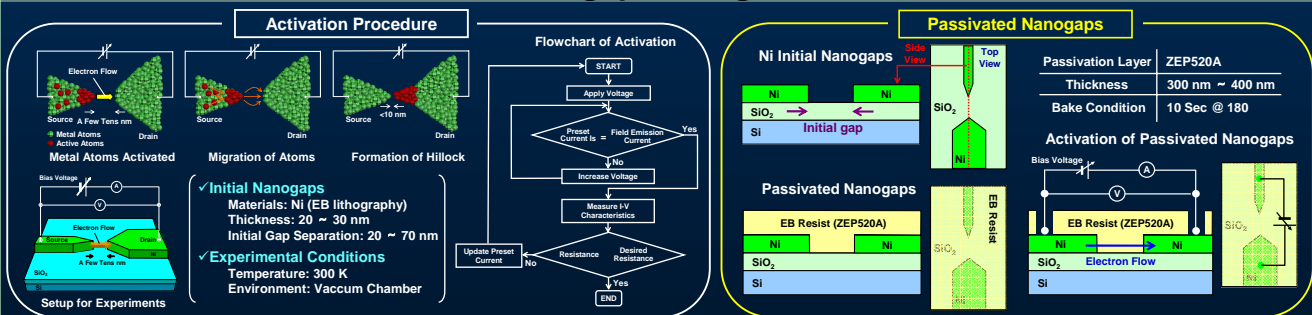 Activation Procedure
Electron Flow
Source
A Few Tens nm
Drain
Metal Atoms
Active Atoms
Metal Atoms Activated
Source
Drain
Migration of Atoms
Source
<10 nm
Drain
Formation of Hillock
Bias Voltage
A
V
Electron Flow
Source
Drain
A Few Tens nm
Ni
SiO2
Si
Setup for Experiments
✓Initial Nanogaps
Materials: Ni (EB lithography)
Thickness: 20 ~ 30 nm
Initial Gap Separation: 20 ~ 70 nm
✓Experimental Conditions
Temperature: 300 K
Environment: Vaccum Chamber
Flowchart of Activation
START
Apply Voltage
Preset Current Is = Field Emission Current
Yes
No
Increase Voltage
Measure I-V
Characteristics
Resistance Desired Resistance
No
Update Preset
Current
Yes
END
Passivated Nanogaps
Ni Initial Nanogaps
Side
View
Top
View
Ni
Ni
SiO2
Initial gap
Si
SiO2
Ni
Passivated Nanogaps
EB Resist (ZEP520A)
Ni
Ni
SiO2
Si
EB Resist
SiO2
Ni
Passivation Layer ZEP520A
Thickness 300 nm ~ 400 nm
Bake Condition 10 Sec @ 180
Activation of Passivated Nanogaps
Bias Voltage
A
V
EB Resist (ZEP520A)
Ni
Ni
SiO2
Electron Flow
Si
SiO2